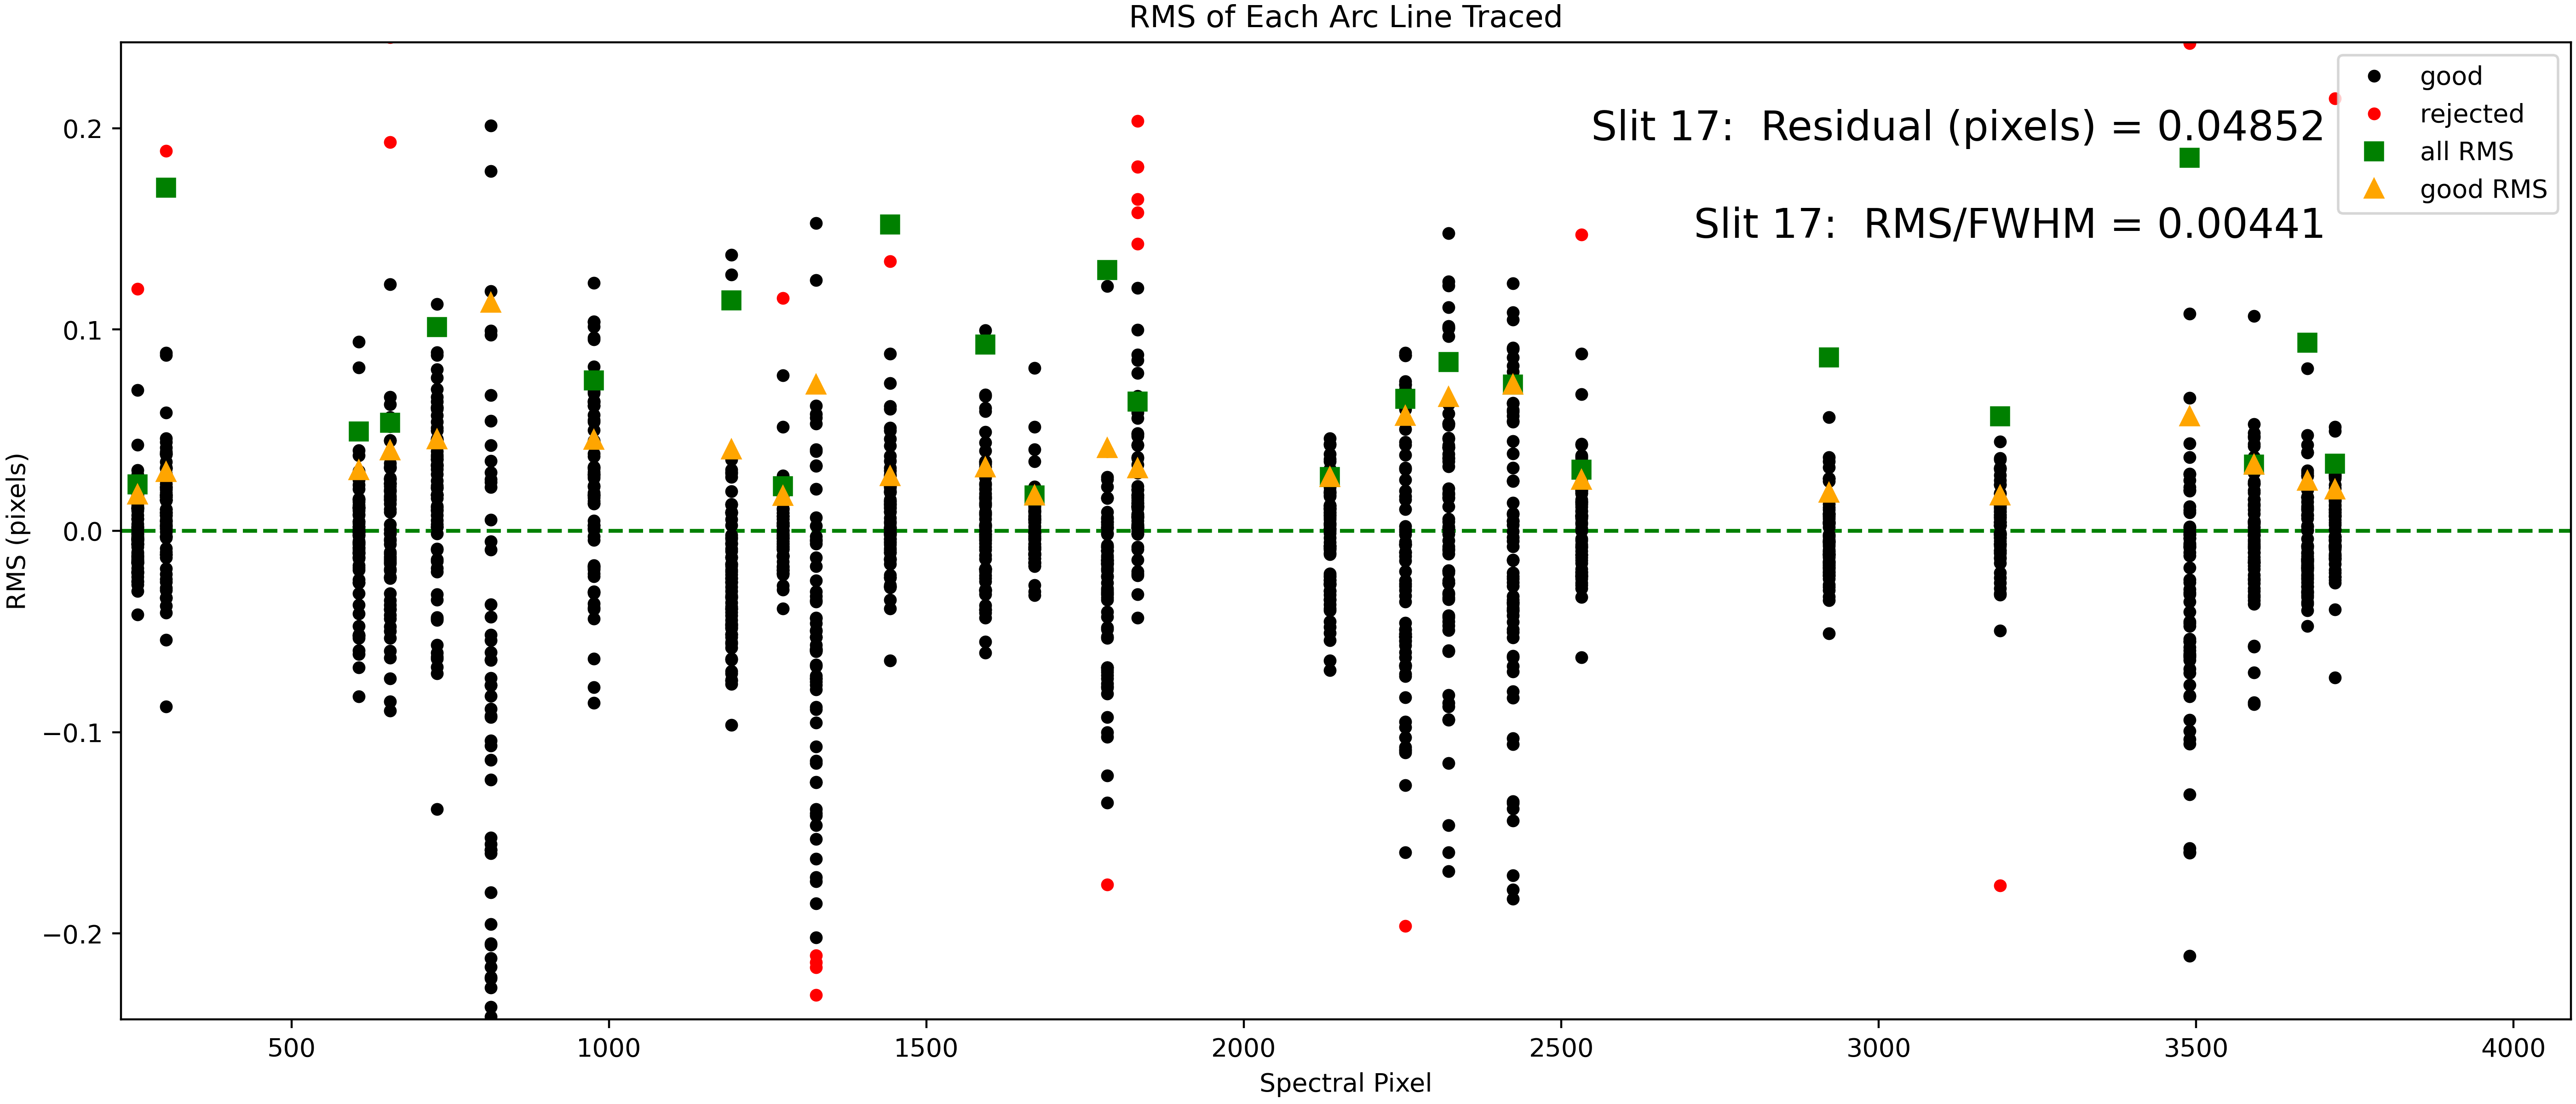 RMS of Each Arc Line Traced
RMS (pixels)
0.2
0.1
0.0
−0.1
−0.2
Slit 17:  Residual (pixels) = 0.04852
Slit 17:  RMS/FWHM = 0.00441
good
rejected
all RMS
good RMS
500
1000
1500
2000
2500
3000
3500
4000
Spectral Pixel